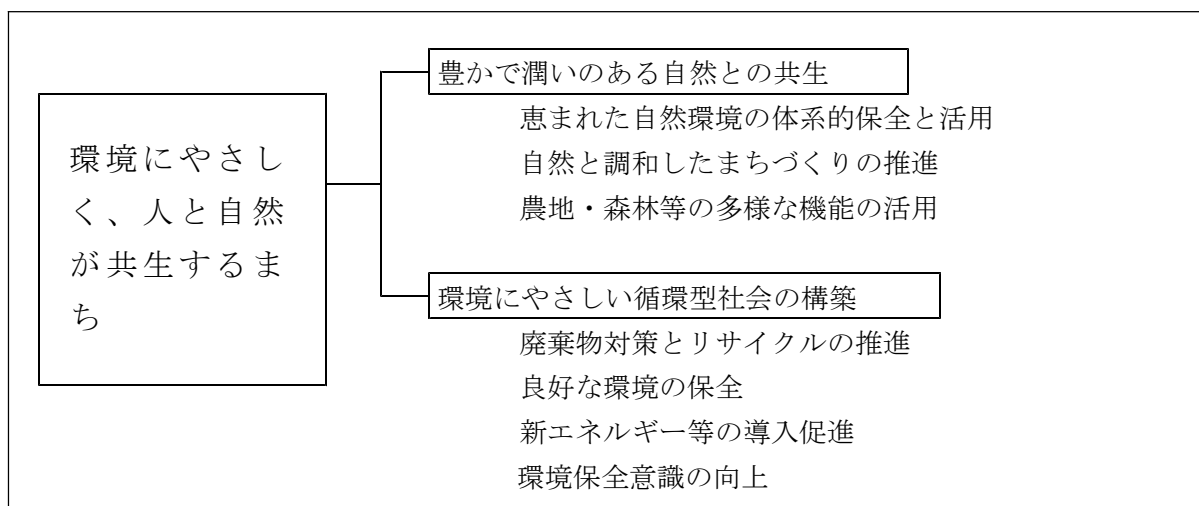 環境にやさし
く、人と自然
が共生するま
ち
豊かで潤いのある自然との共生
恵まれた自然環境の体系的保全と活用
自然と調和したまちづくりの推進
農地・森林等の多様な機能の活用
環境にやさしい循環型社会の構築
廃棄物対策とリサイクルの推進
良好な環境の保全
新エネルギー等の導入促進
環境保全意識の向上